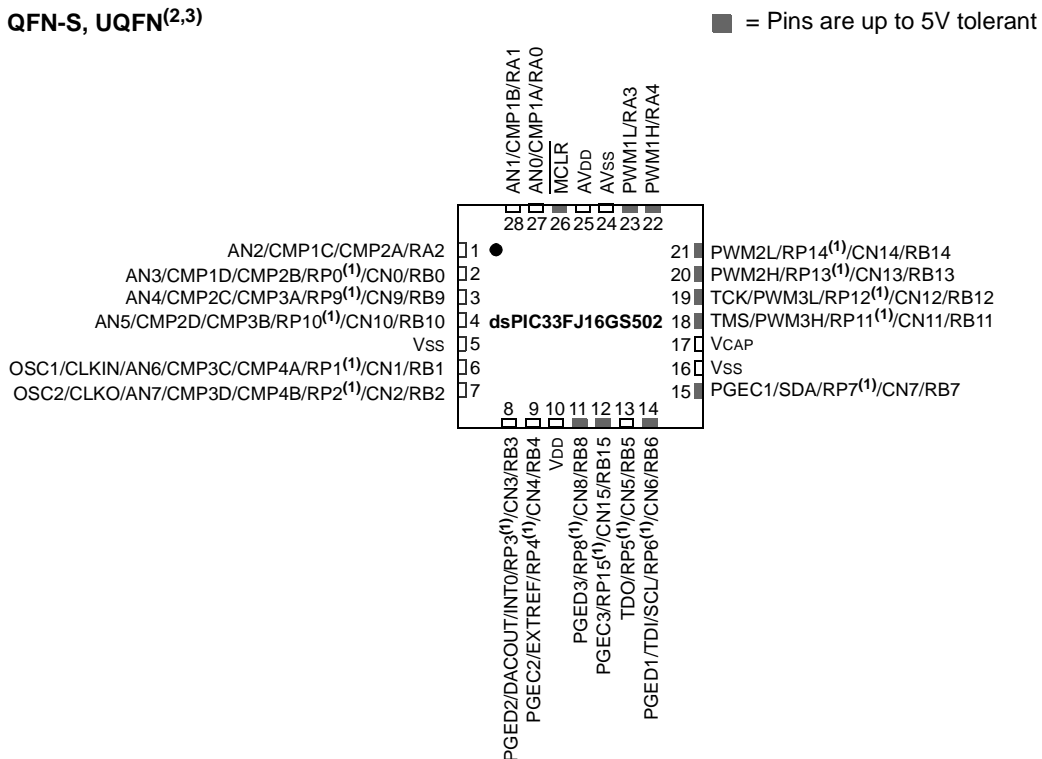 QFN-S, UQFN(2,3)
= Pins are up to 5V tolerant
AN1/CMP1B/RA1
AN0/CMP1A/RA0
MCLR
AVDD
AVSS
PWM1L/RA3
PWM1H/RA4
28 27 26 25 24 23 22
AN2/CMP1C/CMP2A/RA2 1
AN3/CMP1D/CMP2B/RP0(1)/CN0/RB0 2
AN4/CMP2C/CMP3A/RP9(1)/CN9/RB9 3
AN5/CMP2D/CMP3B/RP10(1)/CN10/RB10 4
VSS 5
OSC1/CLKIN/AN6/CMP3C/CMP4A/RP1(1)/CN1/RB1 6
OSC2/CLKO/AN7/CMP3D/CMP4B/RP2(1)/CN2/RB2 7
dsPIC33FJ16GS502
21 PWM2L/RP14(1)/CN14/RB14
20 PWM2H/RP13(1)/CN13/RB13
19 TCK/PWM3L/RP12(1)/CN12/RB12
18 TMS/PWM3H/RP11(1)/CN11/RB11
17 VCAP
16 VSS
15 PGEC1/SDA/RP7(1)/CN7/RB7
8 9 10 11 12 13 14
PGED2/DACOUT/INT0/RP3(1)/CN3/RB3
PGEC2/EXTREF/RP4(1)/CN4/RB4
VDD
PGED3/RP8(1)/CN8/RB8
PGEC3/RP15(1)/CN15/RB15
TDO/RP5(1)/CN5/RB5
PGED1/TDI/SCL/RP6(1)/CN6/RB6